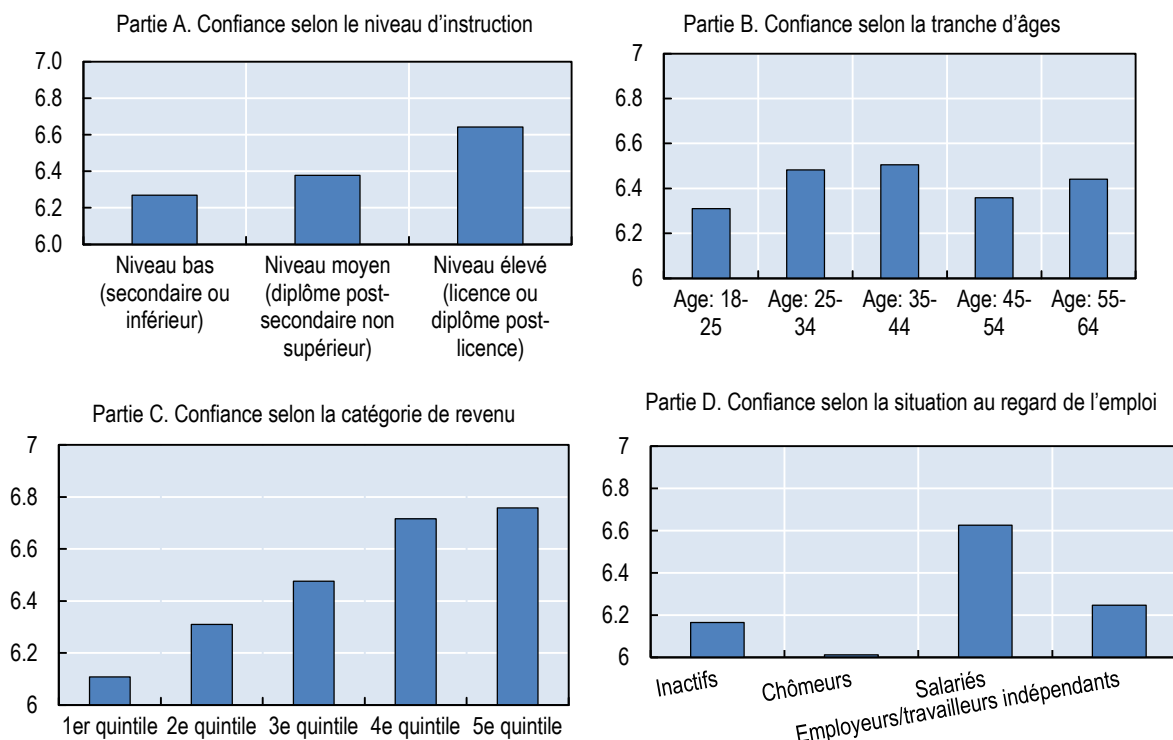 Partie A. Confiance selon le niveau d'instruction
7.0
6.8
6.6
6.4
6.2
6.0
Niveau bas
(secondaire ou
inférieur)
Niveau moyen
(diplôme post-
secondaire non
supérieur)
Niveau élevé
(licence ou
diplôme post-
licence)
Partie B. Confiance selon la tranche d'âges
7
6.8
6.6
6.4
6.2
6
Age: 18-
25
Age: 25-
34
Age: 35-
44
Age: 45-
54
Age: 55-
64
Partie C. Confiance selon la catégorie de revenu
7
6.8
6.6
6.4
6.2
6
1er quintile
2e quintile
3e quintile
4e quintile
5e quintile
Partie D. Confiance selon la situation au regard de l'emploi
7
6.8
6.6
6.4
6.2
6
Inactifs
Chômeurs
Salariés
Employeurs/travailleurs indépendants